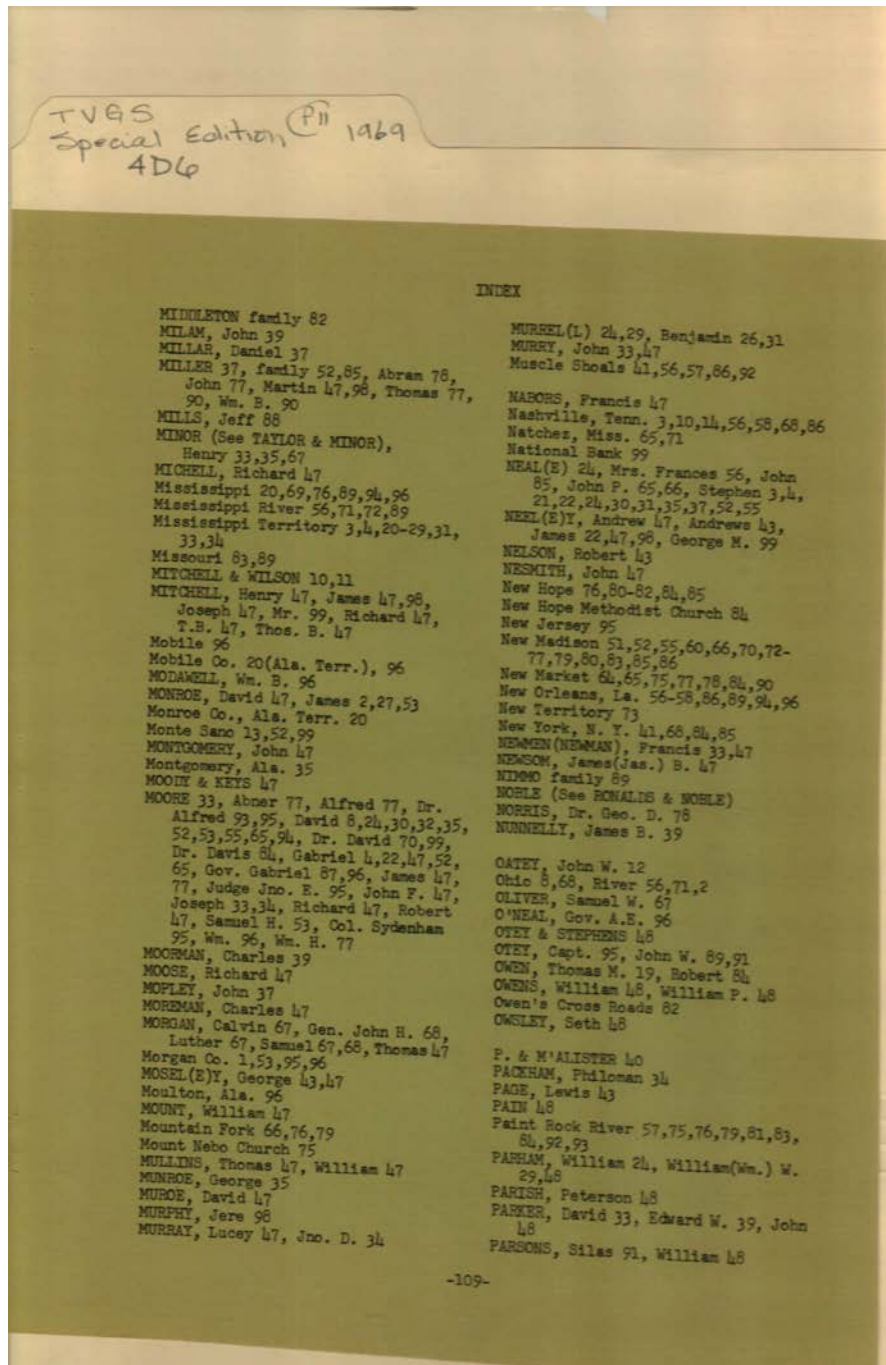 TVGS
Special Edition P11 1969
4D6
INDEX
MIDDLETON family 82
MILAM, John 39
MILLAR, Daniel 37
MILLER 37, family 52,85, Abram 78,
John 77, Martin 47,98, Thomas 77,
90, Wm. B. 90
MILLS, Jeff 88
MINOR (See TAYLOR & MINOR),
Henry 33,35,67
MICHELL, Richard 47
Mississippi 20,69,76,89,94,96
Mississippi River 56,71,72,89
Mississippi Territory 3,4,20-29,31,
33,34
Missouri 83,89
MITCHELL & WILSON 10,11
MITCHELL, Henry 47, James 47,98,
Joseph 47, Mr. 99, Richard 47,
T.B. 47, Thos. B. 47
Mobile 96
Mobile Co. 20(Ala. Terr.), 96
MODAWELL, Wm. B. 96
MONROE, David 47, James 2,27,53
Monroe Co., Ala. Terr. 20
Monte Sano 13,52,99
MONTGOMERY, John 47
Montgomery, Ala. 35
MOODY & KEYS 47
MOORE 33, Abner 77, Alfred 77, Dr.
Alfred 93,95, David 8,24,30,32,35,
52,53,55,65,94, Dr. David 70,99,
Dr. Davis 84, Gabriel 4,22,47,52,
65, Gov. Gabriel 87,96, James 47,
77, Judge Jno. E. 95, John F. 47,
Joseph 33,34, Richard 47, Robert
47, Samuel H. 53, Col. Sydenham
95, Wm. 96, Wm. H. 77
MOORMAN, Charles 39
MOOSE, Richard 47
MOPLEY, John 37
MOREMAN, Charles 47
MORGAN, Calvin 67, Gen. John H. 68,
Luther 67, Samuel 67,68, Thomas 47
Morgan Co. 1,53,95,96
MOSEL(E)Y, George 43,47
Moulton, Ala. 96
MOUNT, William 47
Mountain Fork 66,76,79
Mount Nebo Church 75
MULLINS, Thomas 47, William 47
MUNROE, George 35
MUROE, David 47
MURPHY, Jere 98
MURRAY, Lucey 47, Jno. D. 34
MURREL(L) 24,29, Benjamin 26,31
MURRY, John 33,47
Muscle Shoals 41,56,57,86,92
NABORS, Francis 47
Nashville, Tenn. 3,10,14,56,58,68,86
Natchez, Miss. 65,71
National Bank 99
NEAL(E) 24, Mrs. Frances 56, John
85, John P. 65,66, Stephen 3,4,
21,22,24,30,31,35,37,52,55
NEEL(E)Y, Andrew 47, Andrews 43,
James 22,47,98, George M. 99
NELSON, Robert 43
NESMITH, John 47
New Hope 76,80-82,84,85
New Hope Methodist Church 84
New Jersey 95
New Madison 51,52,55,60,66,70,72-
77,79,80,83,85,86
New Market 64,65,75,77,78,84,90
New Orleans, La. 56-58,86,89,94,96
New Territory 73
New York, N. Y. 41,68,84,85
NEWMEN(NEWMAN), Francis 33,47
NEWSOM, James(Jas.) B. 47
NIMMO family 89
NOBLE (See RONALDS & NOBLE)
NORRIS, Dr. Geo. D. 78
NUNNELLY, James B. 39
OATEY, John W. 12
Ohio 8,68, River 56,71,2
OLIVER, Samuel W. 67
O'NEAL, Gov. A.E. 96
OTEY & STEPHENS 48
OTEY, Capt. 95, John W. 89,91
OWEN, Thomas M. 19, Robert 84
OWENS, William 48, William P. 48
Owen's Cross Roads 82
OWSLEY, Seth 48
P. & M'ALISTER 40
PACKHAM, Philoman 34
PAGE, Lewis 43
PAIN 48
Paint Rock River 57,75,76,79,81,83,
84,92,93
PARHAM, William 24, William(Wm.) W.
29,48
PARISH, Peterson 48
PARKER, David 33, Edward W. 39, John
48
PARSONS, Silas 91, William 48
-109-